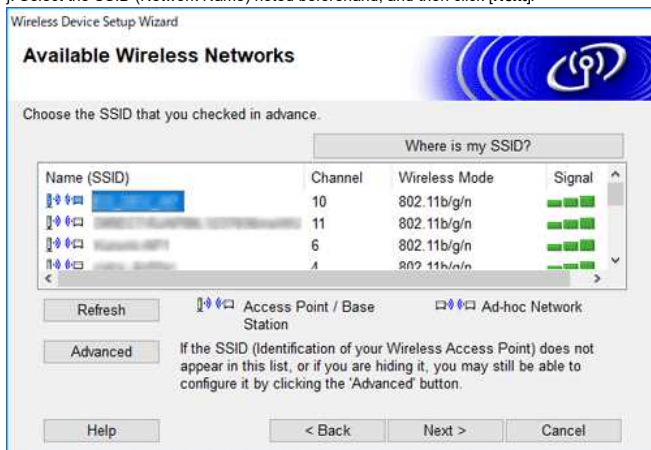 Wireless Device Setup Wizard
Available Wireless Networks
Choose the SSID that you checked in advance.
Where is my SSID?
Name (SSID) Channel Wireless Mode Signal
10 802.11b/g/n
11 802.11b/g/n
6 802.11b/g/n
4 802.11b/g/n
Refresh
Access Point / Base
Station
Ad-hoc Network
Advanced
If the SSID (Identification of your Wireless Access Point) does not
appear in this list, or if you are hiding it, you may still be able to
configure it by clicking the 'Advanced' button.
Help < Back Next > Cancel